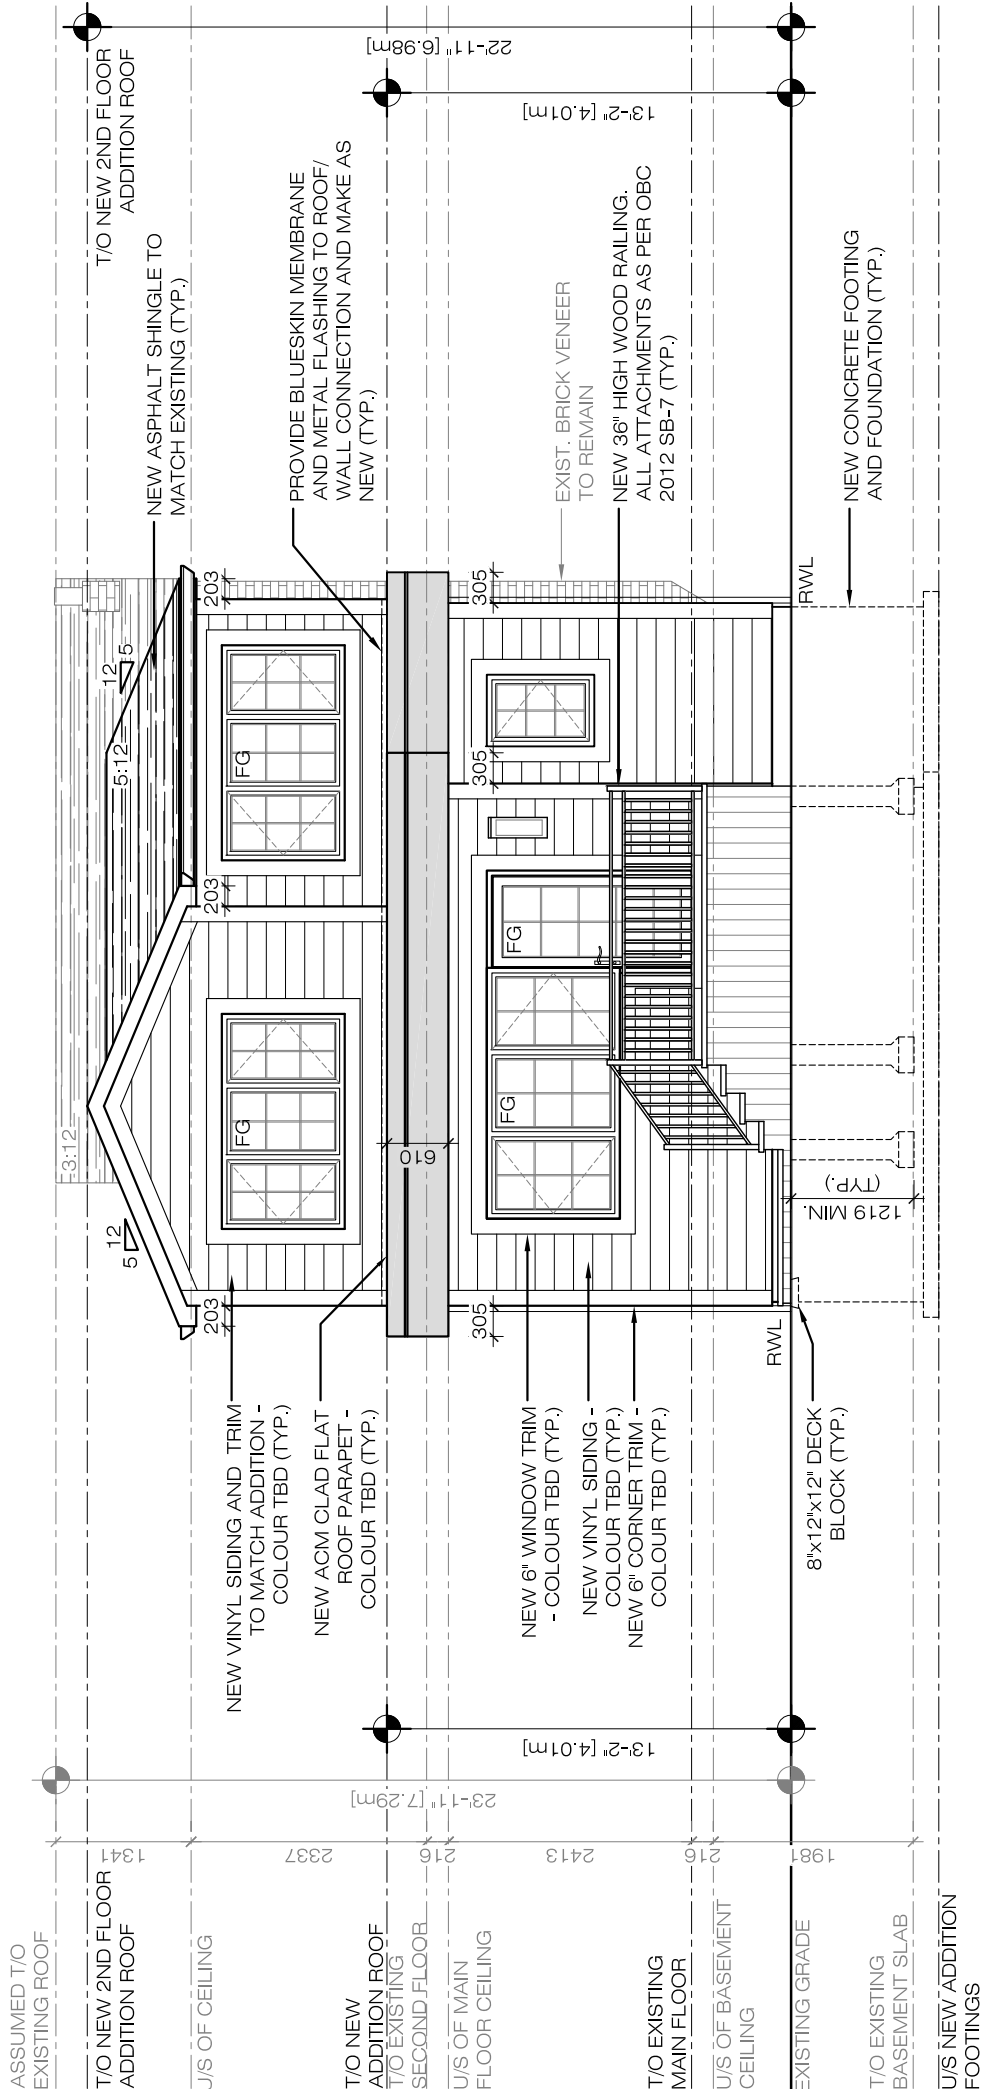 ASSUMED T/O
EXISTING ROOF
T/O NEW 2ND FLOOR
ADDITION ROOF
U/S OF CEILING
T/O NEW
ADDITION ROOF
T/O EXISTING
SECOND FLOOR
U/S OF MAIN
FLOOR CEILING
T/O EXISTING
MAIN FLOOR
U/S OF BASEMENT
CEILING
EXISTING GRADE
T/O EXISTING
BASEMENT SLAB
U/S NEW ADDITION
FOOTINGS
1341
2337
216
2413
216
1981
23'-11" [7.29m]
13'-2" [4.01m]
NEW VINYL SIDING AND TRIM
TO MATCH ADDITION -
COLOUR TBD (TYP.)
NEW ACM CLAD FLAT
ROOF PARAPET -
COLOUR TBD (TYP.)
NEW 6" WINDOW TRIM
- COLOUR TBD (TYP.)
NEW VINYL SIDING -
COLOUR TBD (TYP.)
NEW 6" CORNER TRIM -
COLOUR TBD (TYP.)
8"x12"x12" DECK
BLOCK (TYP.)
RWL
203
305
12
5
3:12
610
1219 MIN.
(TYP.)
FG
FG
FG
203
FG
305
5:12
12
5
203
305
RWL
NEW ASPHALT SHINGLE TO
MATCH EXISTING (TYP.)
PROVIDE BLUESKIN MEMBRANE
AND METAL FLASHING TO ROOF/
WALL CONNECTION AND MAKE AS
NEW (TYP.)
EXIST. BRICK VENEER
TO REMAIN
NEW 36" HIGH WOOD RAILING.
ALL ATTACHMENTS AS PER OBC
2012 SB-7 (TYP.)
NEW CONCRETE FOOTING
AND FOUNDATION (TYP.)
T/O NEW 2ND FLOOR
ADDITION ROOF
13'-2" [4.01m]
22'-11" [6.98m]